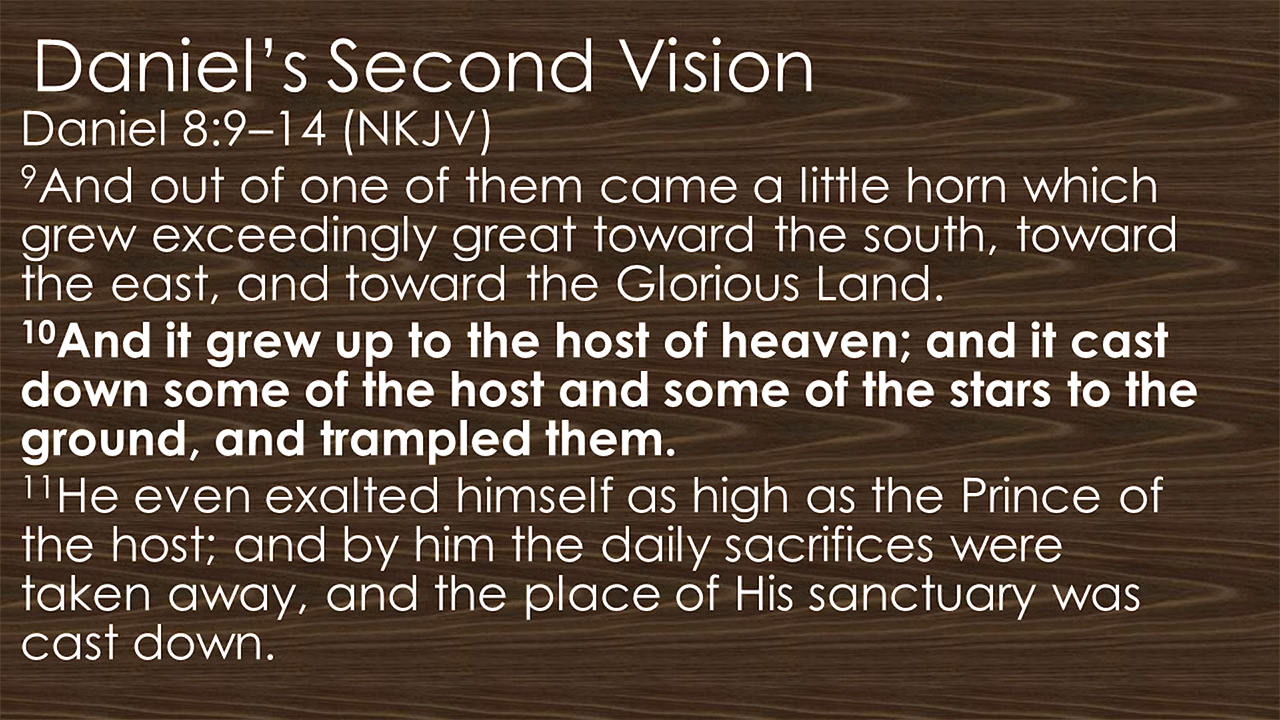 Daniel’s Second Vision
Daniel 8:9–14 (NKJV)
⁹And out of one of them came a little horn which
grew exceedingly great toward the south, toward
the east, and toward the Glorious Land.
¹⁰And it grew up to the host of heaven; and it cast
down some of the host and some of the stars to the
ground, and trampled them.
¹¹He even exalted himself as high as the Prince of
the host; and by him the daily sacrifices were
taken away, and the place of His sanctuary was
cast down.